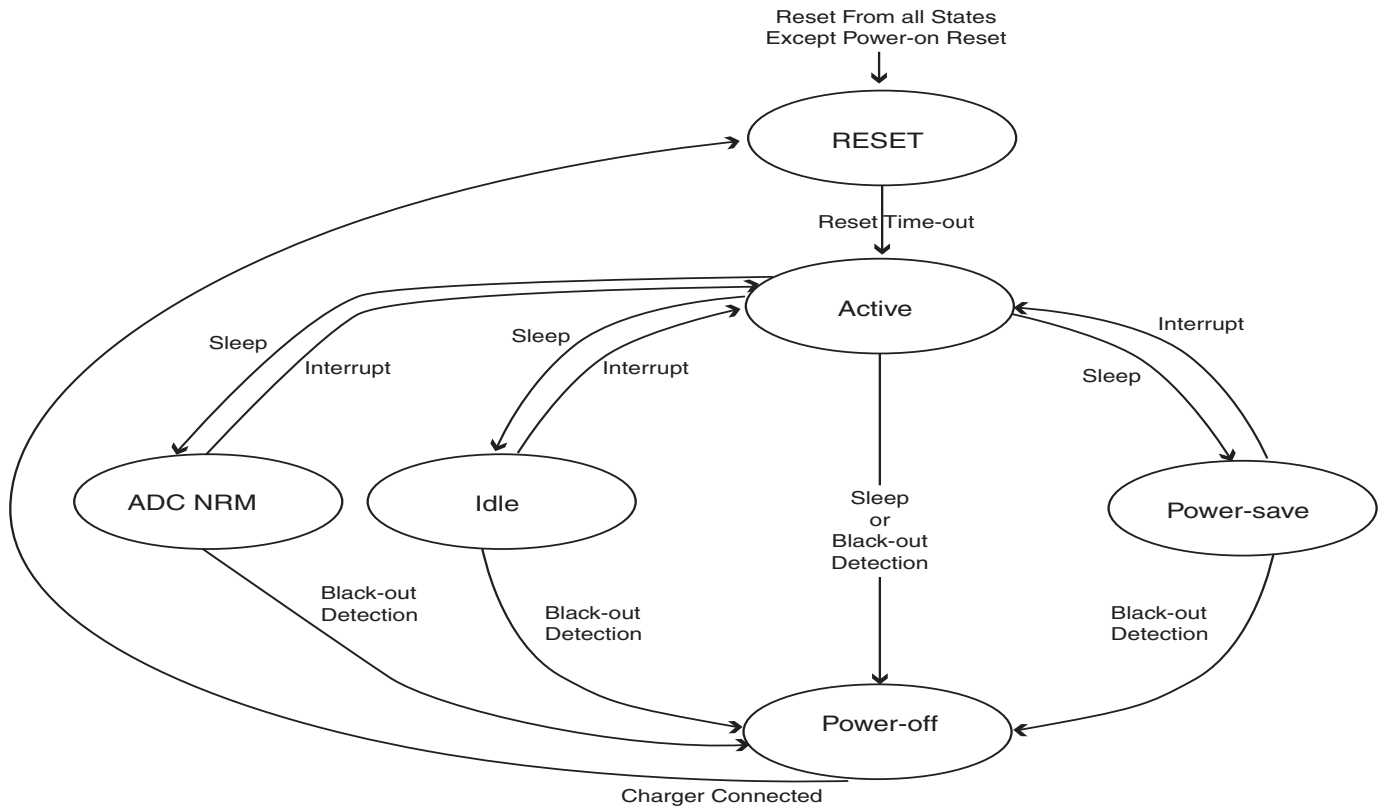 Reset From all States
Except Power-on Reset
RESET
Reset Time-out
Active
Sleep
Interrupt
Sleep
Interrupt
Interrupt
Sleep
ADC NRM
Idle
Power-save
Sleep
or
Black-out
Detection
Black-out
Detection
Black-out
Detection
Black-out
Detection
Power-off
Charger Connected